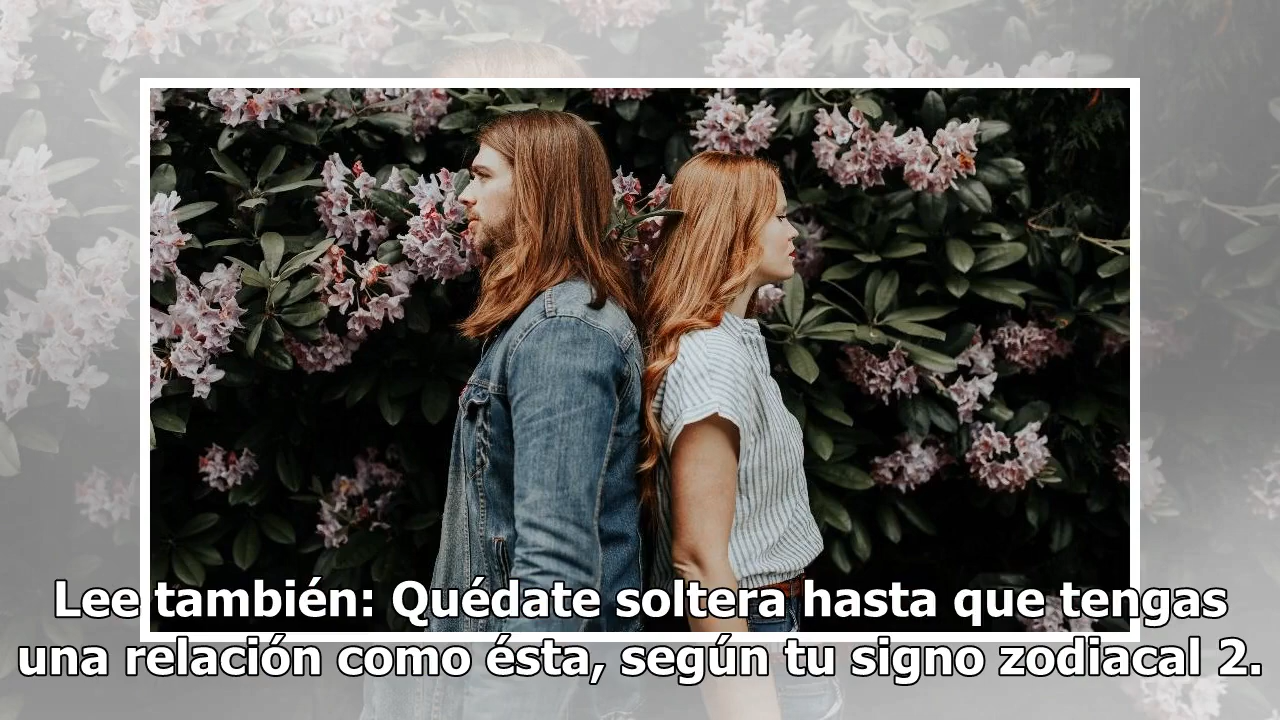 Lee también: Quédate soltera hasta que tengas
una relación como ésta, según tu signo zodiacal 2.